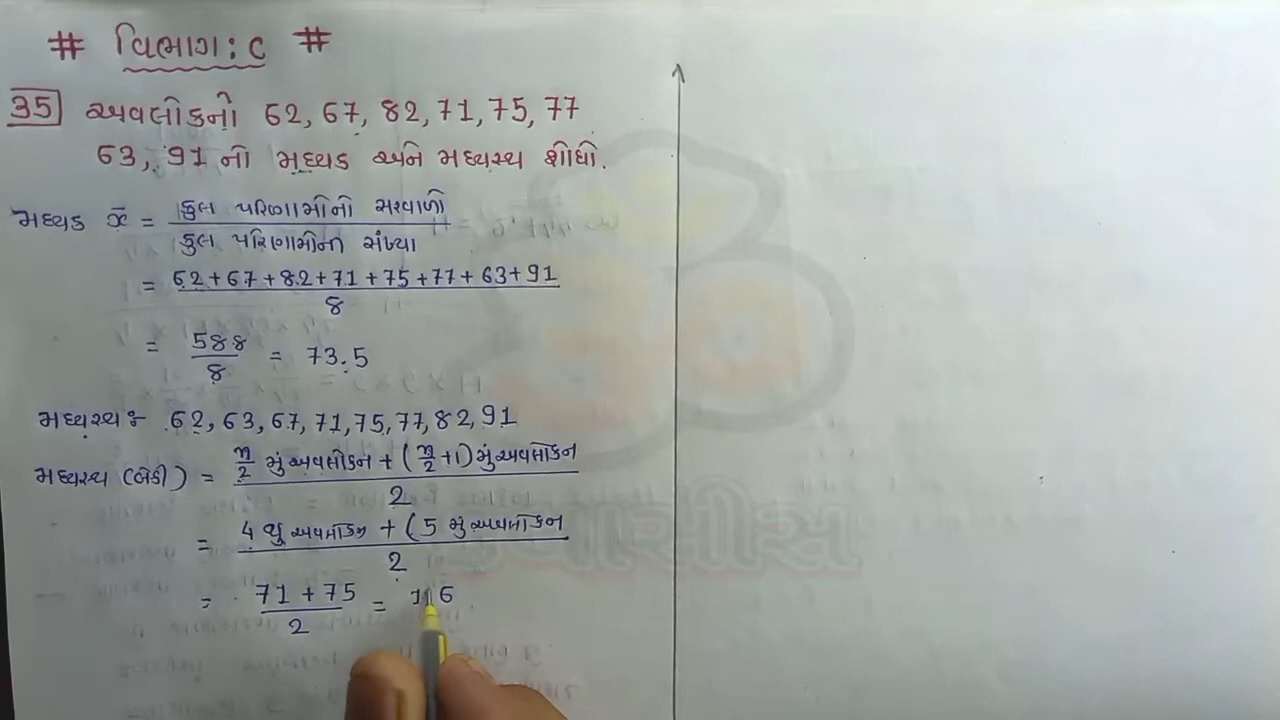 # વિભાગ : C #
35 અવલોકનો 62, 67, 82, 71, 75, 77
63, 91 નો મધ્યક અને મધ્યસ્થ શોધો.
મધ્યક x̄ = કુલ પરિણામોનો સરવાળો / કુલ પરિણામોની સંખ્યા
= 62+67+82+71+75+77+63+91 / 8
= 588 / 8 = 73.5
મધ્યસ્થ :- 62, 63, 67, 71, 75, 77, 82, 91
મધ્યસ્થ (બેકી) = n/2 મું અવલોકન + (n/2 +1) મું અવલોકન / 2
= 4 થુ અવલોકન + (5 મું અવલોકન / 2
= 71 + 75 / 2 =